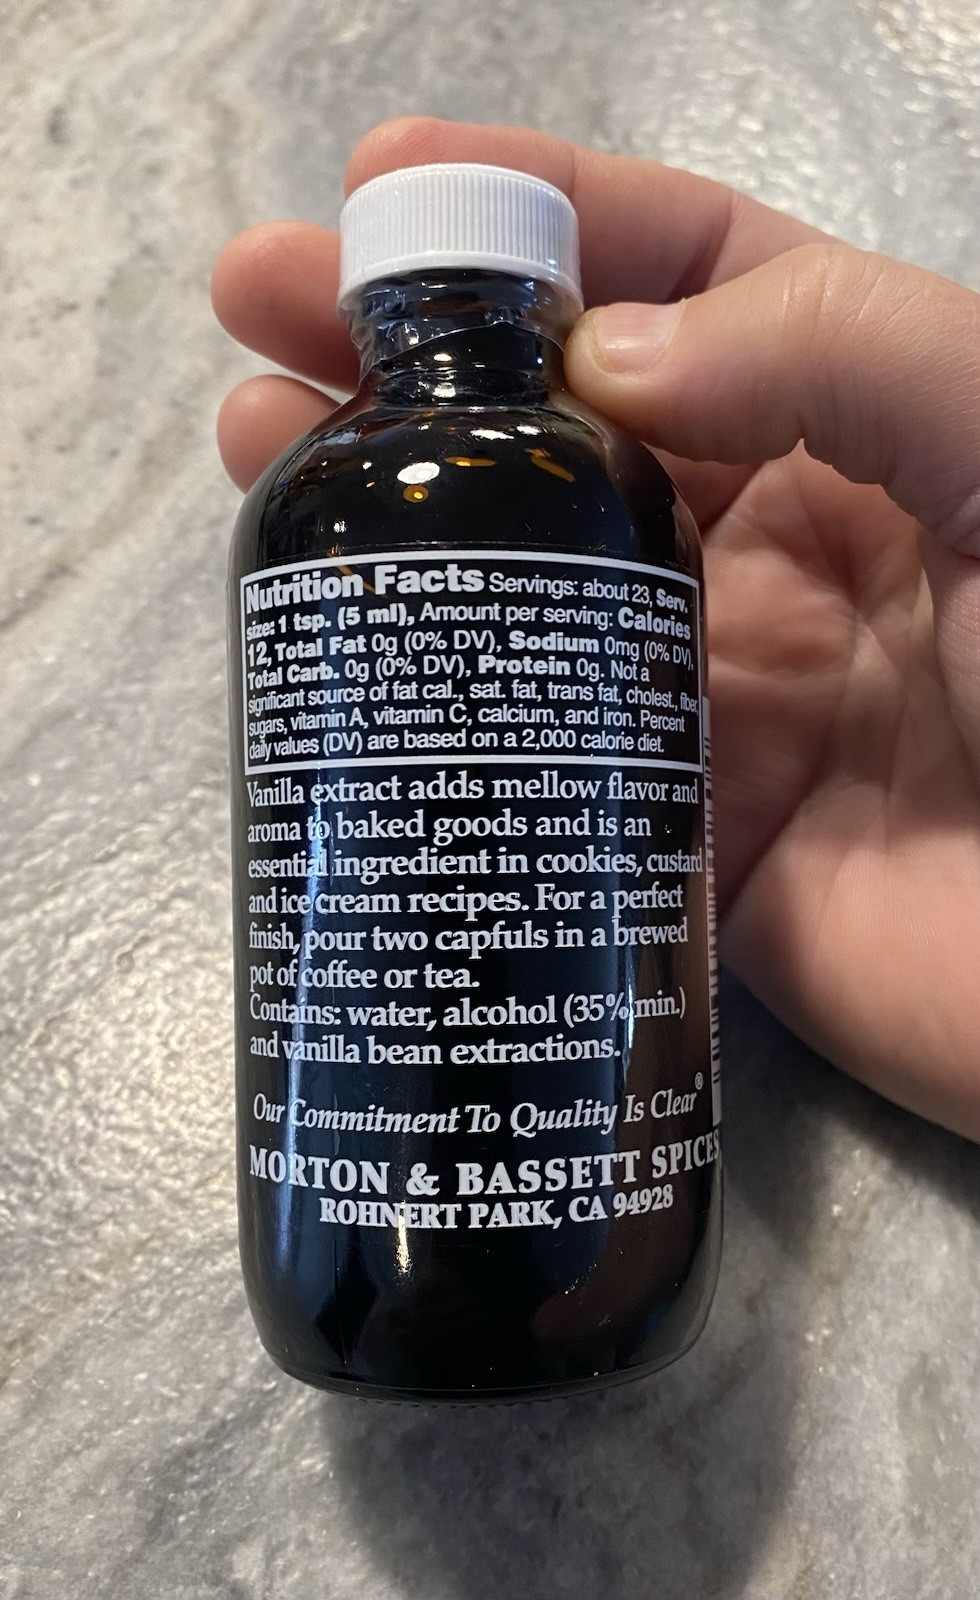 Nutrition Facts Servings: about 23, Serv.
size: 1 tsp. (5 ml), Amount per serving: Calories
12, Total Fat 0g (0% DV), Sodium 0mg (0% DV),
Total Carb. 0g (0% DV), Protein 0g. Not a
significant source of fat cal., sat. fat, trans fat, cholest., fiber,
sugars, vitamin A, vitamin C, calcium, and iron. Percent
daily values (DV) are based on a 2,000 calorie diet.
Vanilla extract adds mellow flavor and
aroma to baked goods and is an
essential ingredient in cookies, custard
and ice cream recipes. For a perfect
finish, pour two capfuls in a brewed
pot of coffee or tea.
Contains: water, alcohol (35% min.)
and vanilla bean extractions.
Our Commitment To Quality Is Clear®
MORTON & BASSETT SPICES
ROHNERT PARK, CA 94928